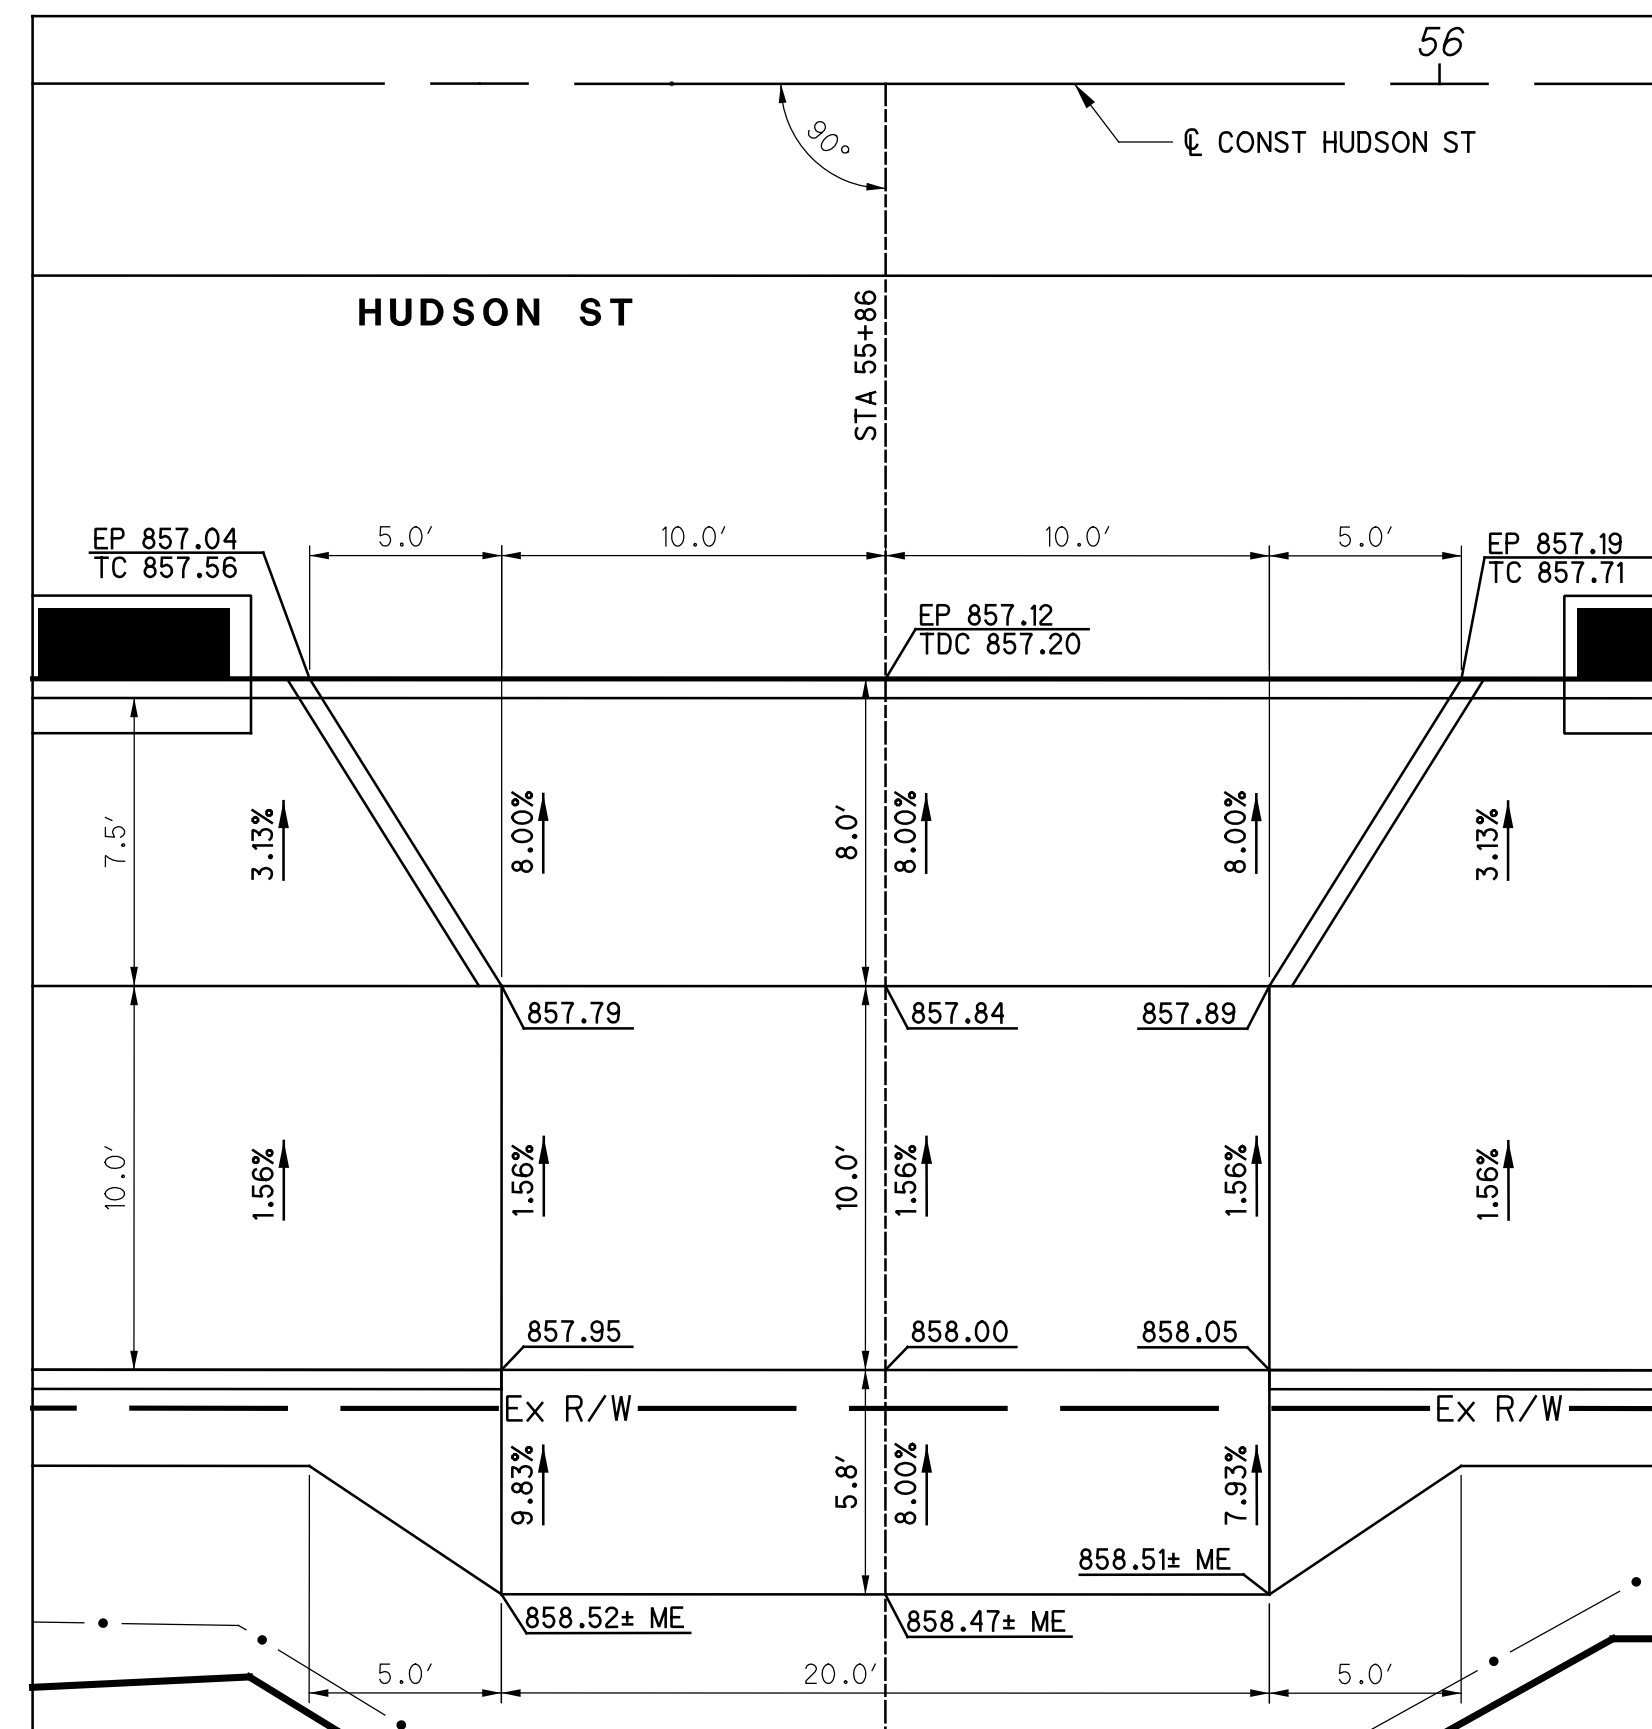 56
90°
℄ CONST HUDSON ST
HUDSON ST
STA 55+86
EP 857.04
TC 857.56
5.0'
10.0'
10.0'
5.0'
EP 857.19
TC 857.71
EP 857.12
TDC 857.20
7.5'
3.13%
8.00%
8.0'
8.00%
8.00%
3.13%
857.79
857.84
857.89
10.0'
1.56%
1.56%
10.0'
1.56%
1.56%
1.56%
857.95
858.00
858.05
Ex R/W
Ex R/W
9.83%
5.8'
8.00%
7.93%
858.51± ME
858.52± ME
858.47± ME
5.0'
20.0'
5.0'